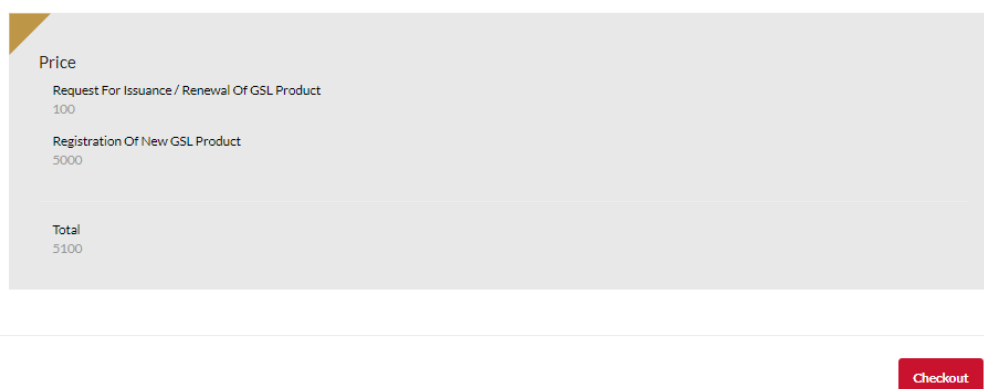 Price
Request For Issuance / Renewal Of GSL Product
100
Registration Of New GSL Product
5000
Total
5100
Checkout